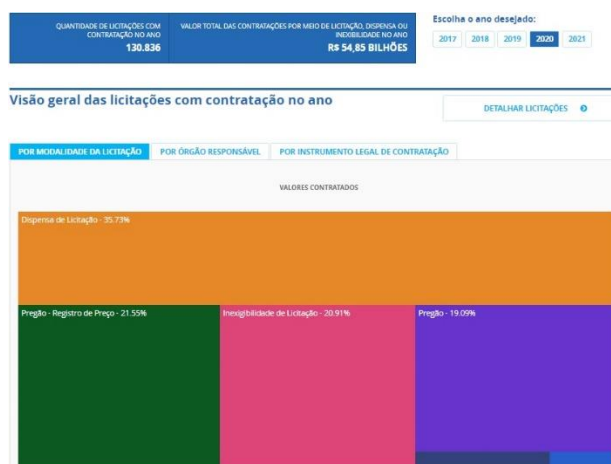 QUANTIDADE DE LICITAÇÕES COM
CONTRATAÇÃO NO ANO
130.836
VALOR TOTAL DAS CONTRATAÇÕES POR MEIO DE LICITAÇÃO, DISPENSA OU
INEXIBILIDADE NO ANO
R$ 54,85 BILHÕES
Escolha o ano desejado:
2017 2018 2019 2020 2021
Visão geral das licitações com contratação no ano
DETALHAR LICITAÇÕES
POR MODALIDADE DA LICITAÇÃO POR ÓRGÃO RESPONSÁVEL POR INSTRUMENTO LEGAL DE CONTRATAÇÃO
VALORES CONTRATADOS
Dispensa de Licitação - 35.73%
Pregão - Registro de Preço - 21.55%
Inexigibilidade de Licitação - 20.91%
Pregão - 19.09%